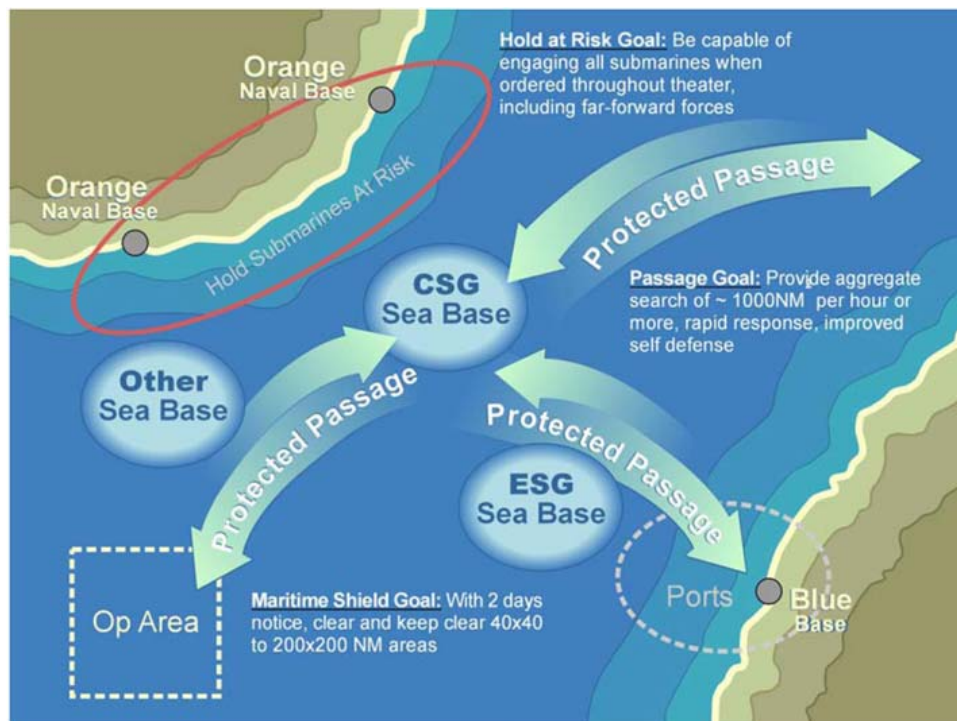 Hold at Risk Goal: Be capable of
engaging all submarines when
ordered throughout theater,
including far-forward forces
Orange
Naval Base
Orange
Naval Base
Hold Submarines At Risk
Protected Passage
CSG
Sea Base
Passage Goal: Provide aggregate
search of ~ 1000NM2 per hour or
more, rapid response, improved
self defense
Other
Sea Base
Protected Passage
Protected Passage
ESG
Sea Base
Op Area
Maritime Shield Goal: With 2 days
notice, clear and keep clear 40x40
to 200x200 NM areas
Ports
Blue
Base